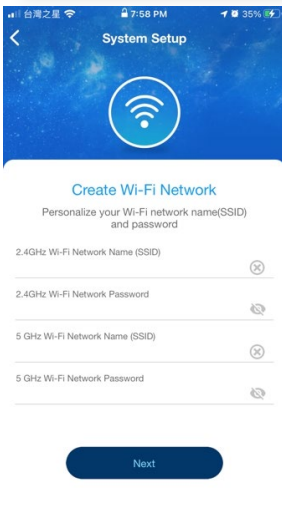 台灣之星 7:58 PM 35%
System Setup
Create Wi-Fi Network
Personalize your Wi-Fi network name(SSID)
and password
2.4GHz Wi-Fi Network Name (SSID)
2.4GHz Wi-Fi Network Password
5 GHz Wi-Fi Network Name (SSID)
5 GHz Wi-Fi Network Password
Next